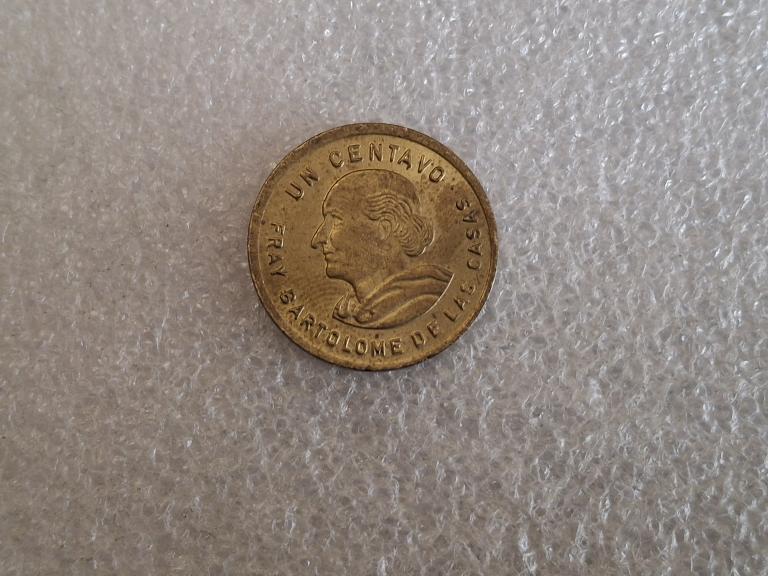 UN CENTAVO
FRAY BARTOLOME DE LAS CASAS